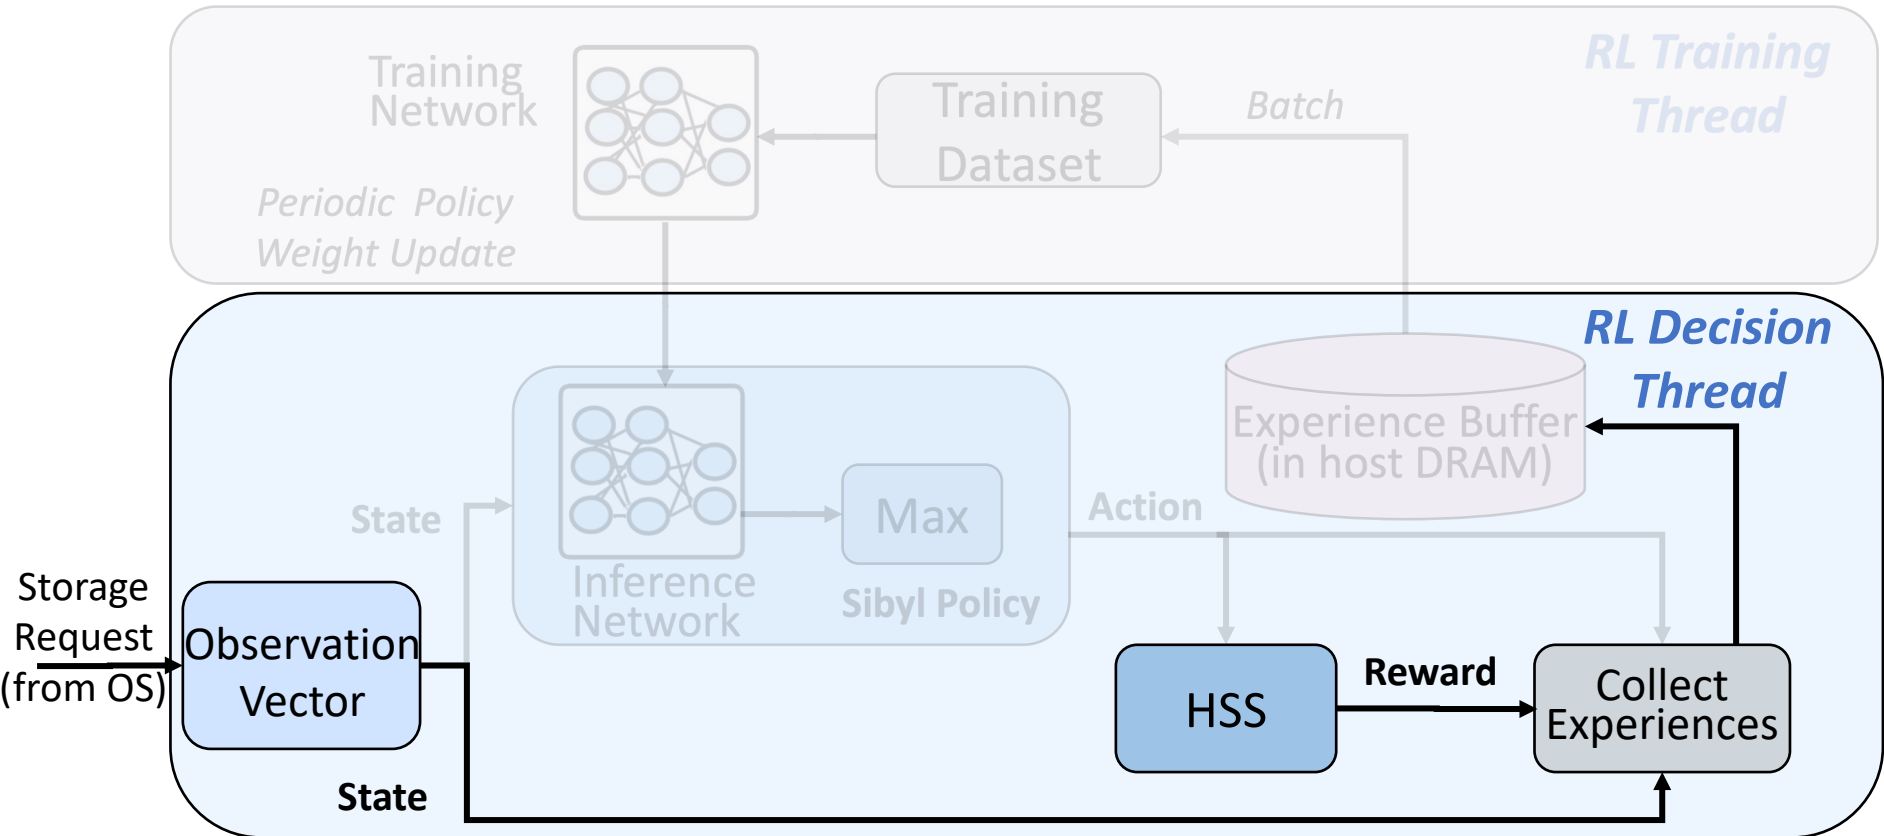 RL Training
Thread
Training
Network
Training
Dataset
Batch
Periodic Policy
Weight Update
RL Decision
Thread
Experience Buffer
(in host DRAM)
State
Max
Action
Inference
Network
Sibyl Policy
Storage
Request
(from OS)
Observation
Vector
HSS
Reward
Collect
Experiences
State